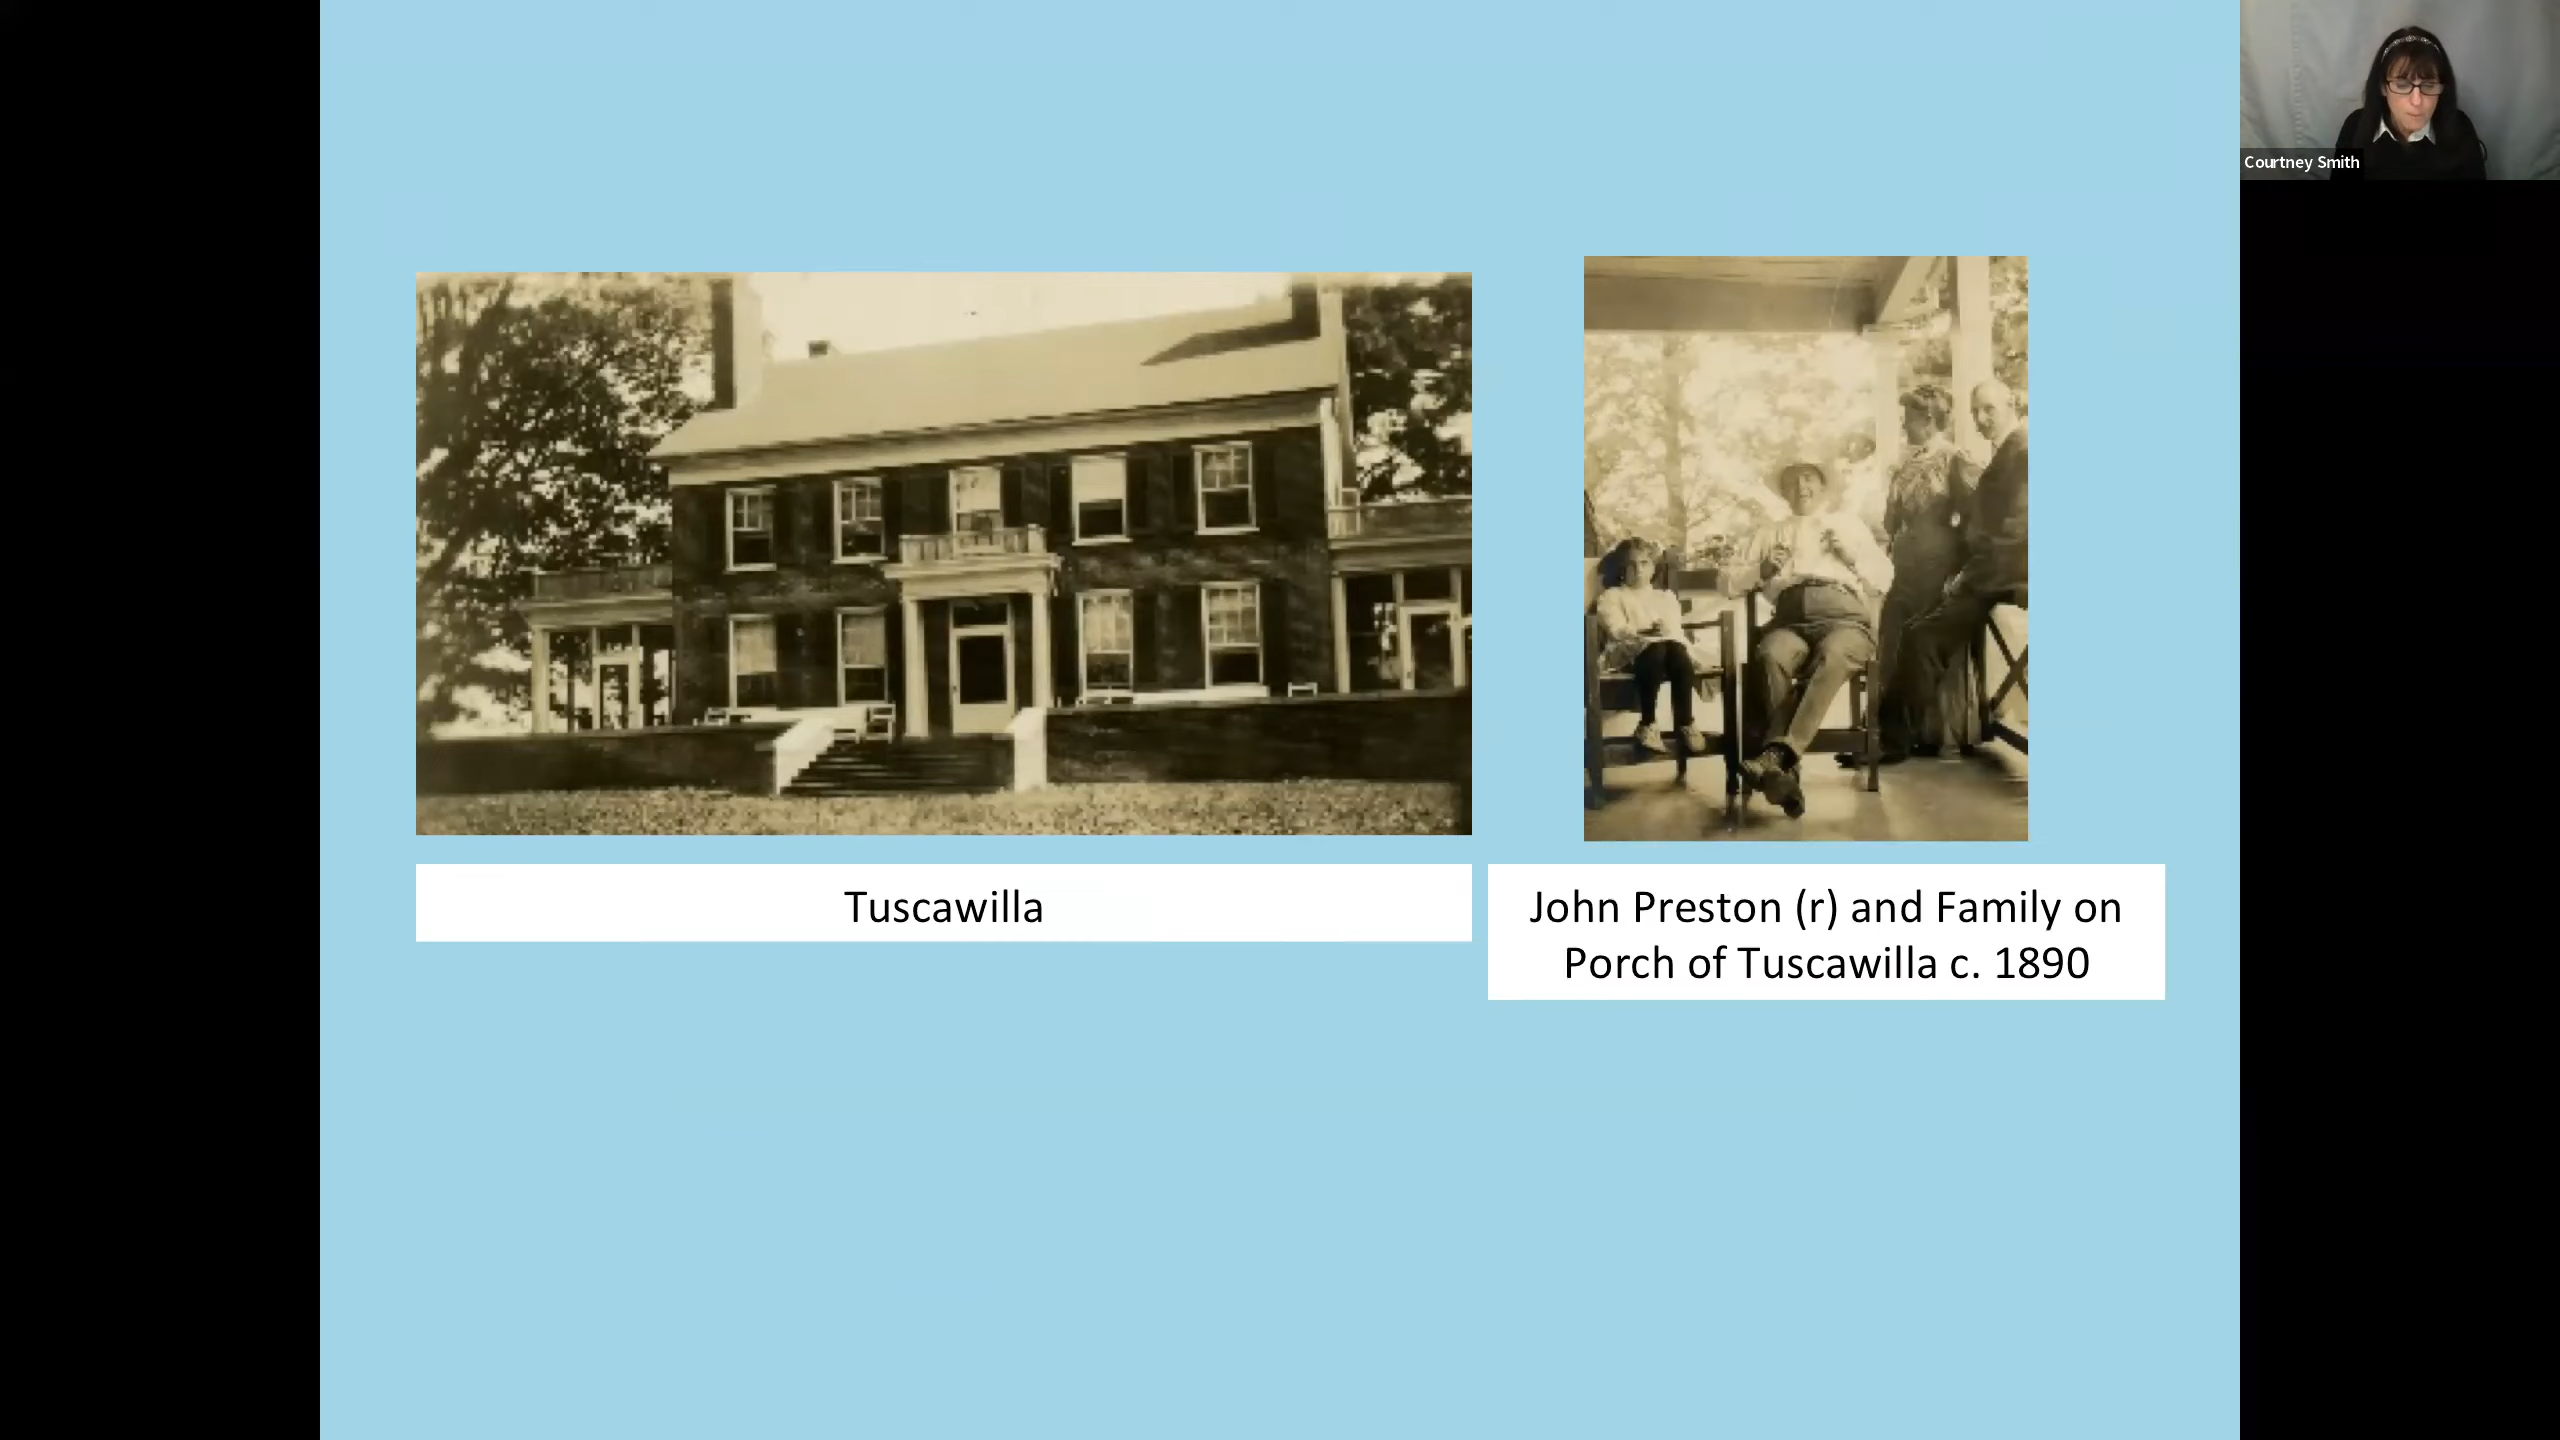 Courtney Smith
Tuscawilla
John Preston (r) and Family on
Porch of Tuscawilla c. 1890